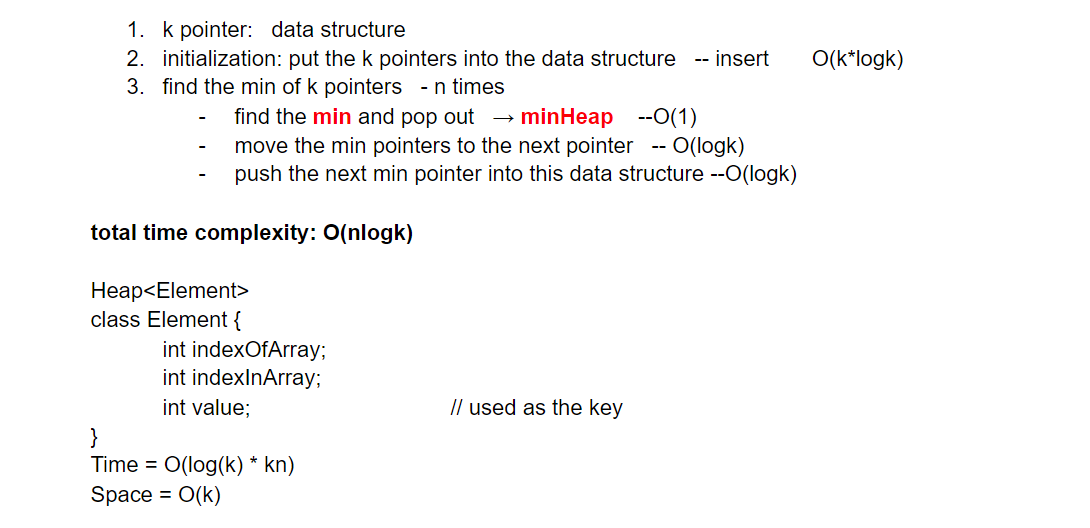 1. k pointer: data structure
2. initialization: put the k pointers into the data structure -- insert O(k*logk)
3. find the min of k pointers - n times
- find the min and pop out → minHeap --O(1)
- move the min pointers to the next pointer -- O(logk)
- push the next min pointer into this data structure --O(logk)
total time complexity: O(nlogk)
Heap<Element>
class Element {
int indexOfArray;
int indexInArray;
int value; // used as the key
}
Time = O(log(k) * kn)
Space = O(k)